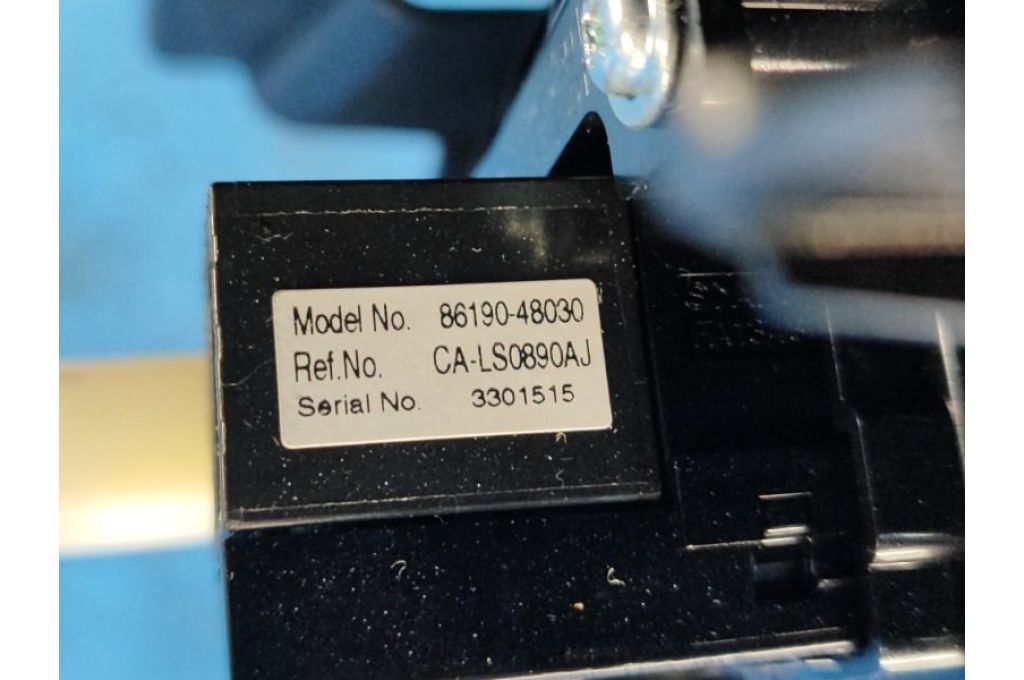 Model No. 86190-48030
Ref.No. CA-LS0890AJ
Serial No. 3301515